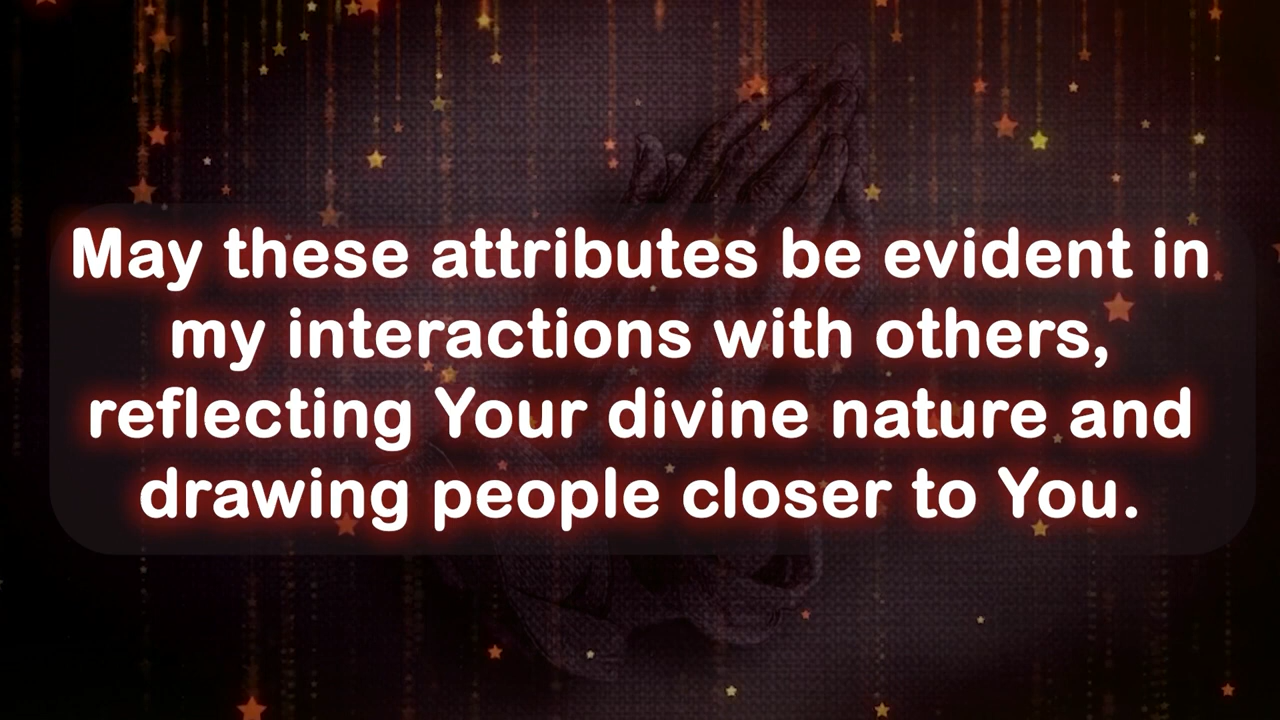 May these attributes be evident in
my interactions with others,
reflecting Your divine nature and
drawing people closer to You.